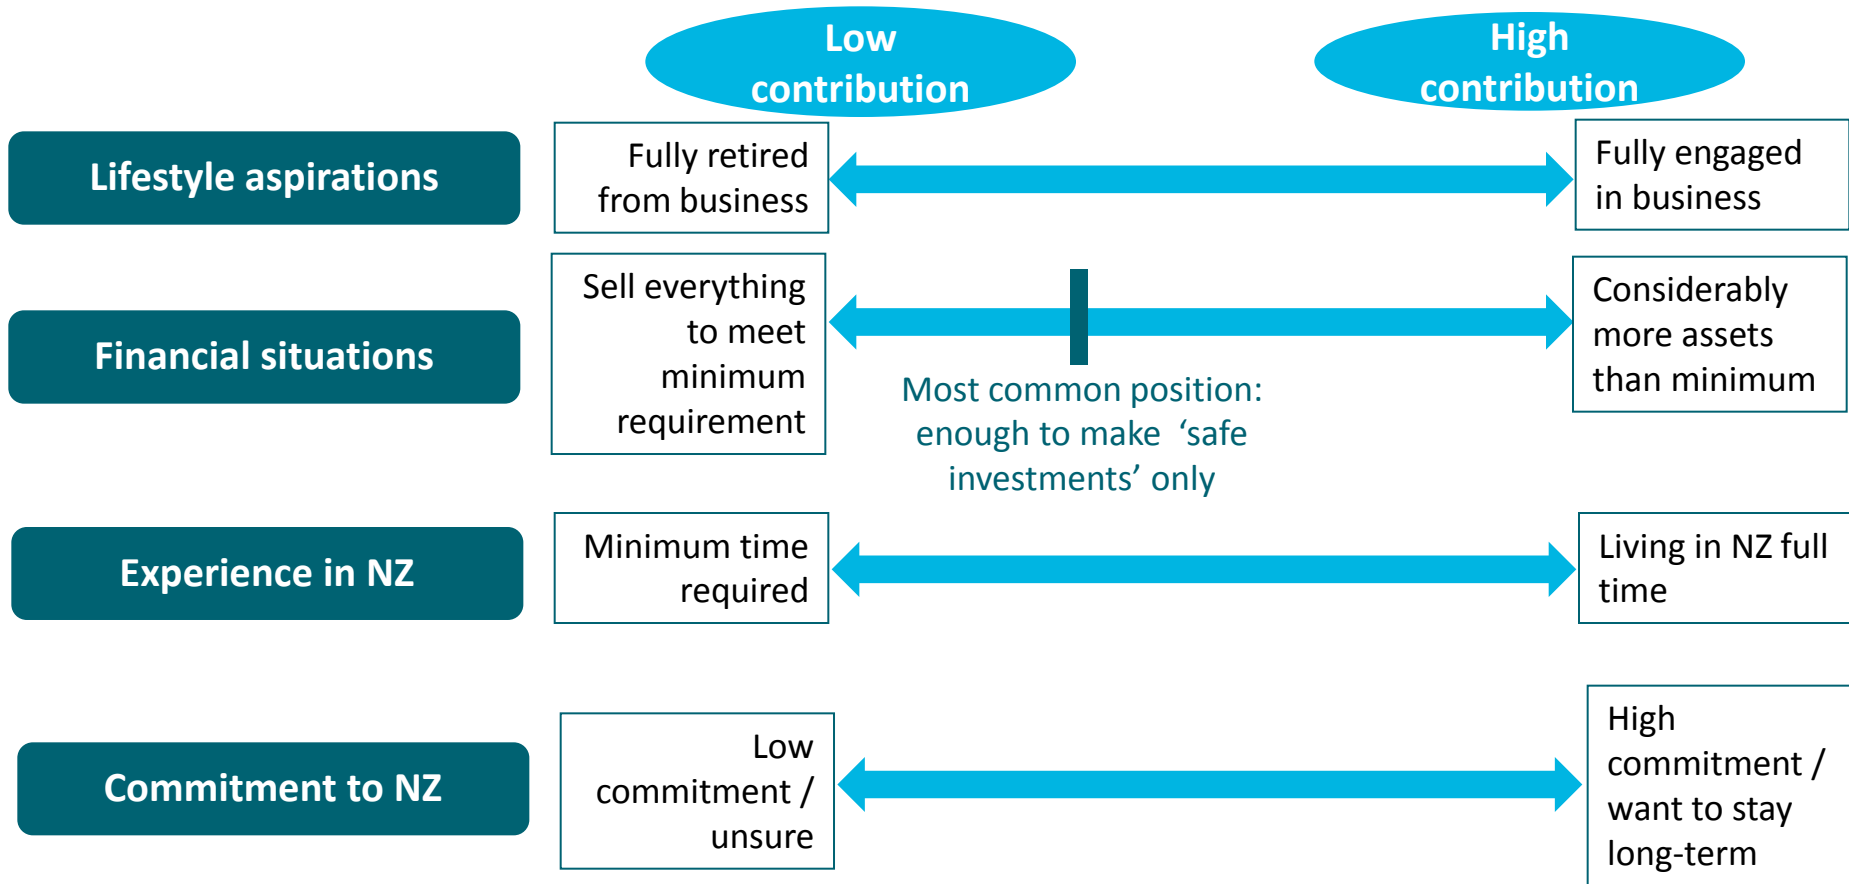 Low
contribution
High
contribution
Lifestyle aspirations
Fully retired
from business
Fully engaged
in business
Financial situations
Sell everything
to meet
minimum
requirement
Most common position:
enough to make ‘safe
investments’ only
Considerably
more assets
than minimum
Experience in NZ
Minimum time
required
Living in NZ full
time
Commitment to NZ
Low
commitment /
unsure
High
commitment /
want to stay
long-term